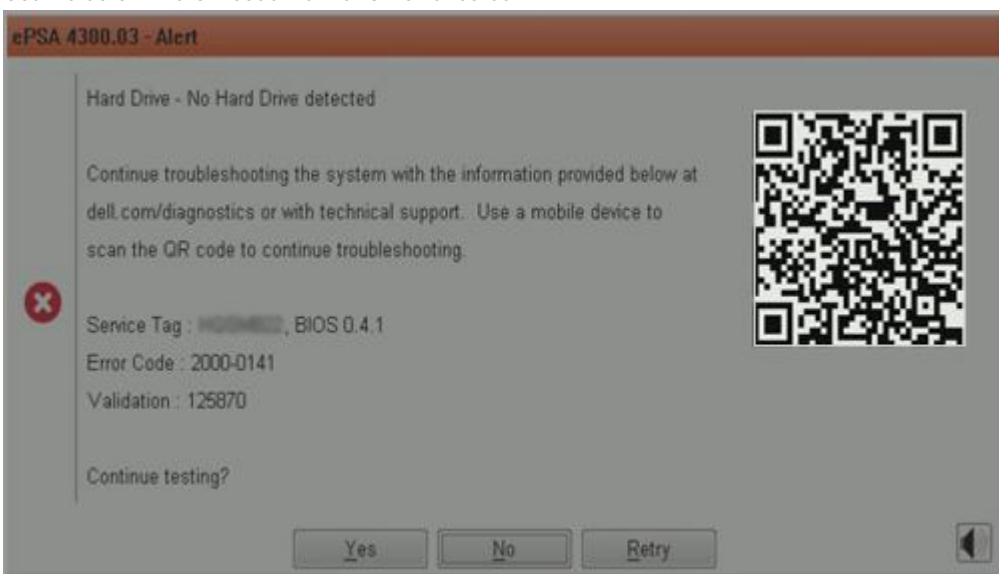 ePSA 4300.03 - Alert
Hard Drive - No Hard Drive detected
Continue troubleshooting the system with the information provided below at
dell.com/diagnostics or with technical support. Use a mobile device to
scan the QR code to continue troubleshooting.
Service Tag : , BIOS 0.4.1
Error Code : 2000-0141
Validation : 125870
Continue testing?
Yes
No
Retry